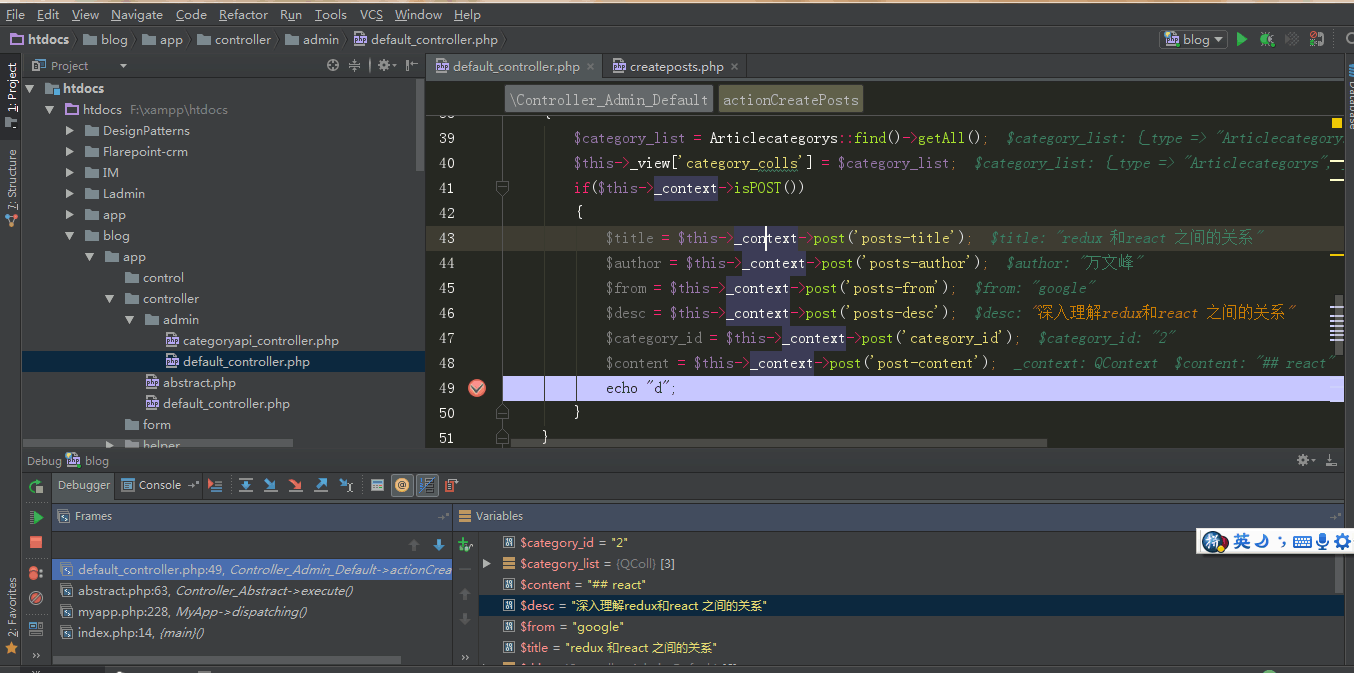 File Edit View Navigate Code Refactor Run Tools VCS Window Help
htdocs blog app controller admin default_controller.php blog
1: Project
7: Structure
2: Favorites
Database
Project
htdocs
htdocs F:\xampp\htdocs
DesignPatterns
Flarepoint-crm
IM
Ladmin
app
blog
app
control
controller
admin
categoryapi_controller.php
default_controller.php
abstract.php
default_controller.php
form
helper
default_controller.php createposts.php
\Controller_Admin_Default actionCreatePosts
39 $category_list = Articlecategorys::find()->getAll(); $category_list: {_type => "Articlecategory
40 $this->_view['category_colls'] = $category_list; $category_list: {_type => "Articlecategorys",
41 if($this->_context->isPOST())
42 {
43 $title = $this->_context->post('posts-title'); $title: "redux 和react 之间的关系"
44 $author = $this->_context->post('posts-author'); $author: "万文峰"
45 $from = $this->_context->post('posts-from'); $from: "google"
46 $desc = $this->_context->post('posts-desc'); $desc: "深入理解redux和react 之间的关系"
47 $category_id = $this->_context->post('category_id'); $category_id: "2"
48 $content = $this->_context->post('post-content'); _context: QContext $content: "## react"
49 echo "d";
50 }
51 }
Debug blog
Debugger Console
Frames
default_controller.php:49, Controller_Admin_Default->actionCrea
abstract.php:63, Controller_Abstract->execute()
myapp.php:228, MyApp->dispatching()
index.php:14, {main}()
Variables
$category_id = "2"
$category_list = {QColl} [3]
$content = "## react"
$desc = "深入理解redux和react 之间的关系"
$from = "google"
$title = "redux 和react 之间的关系"
英